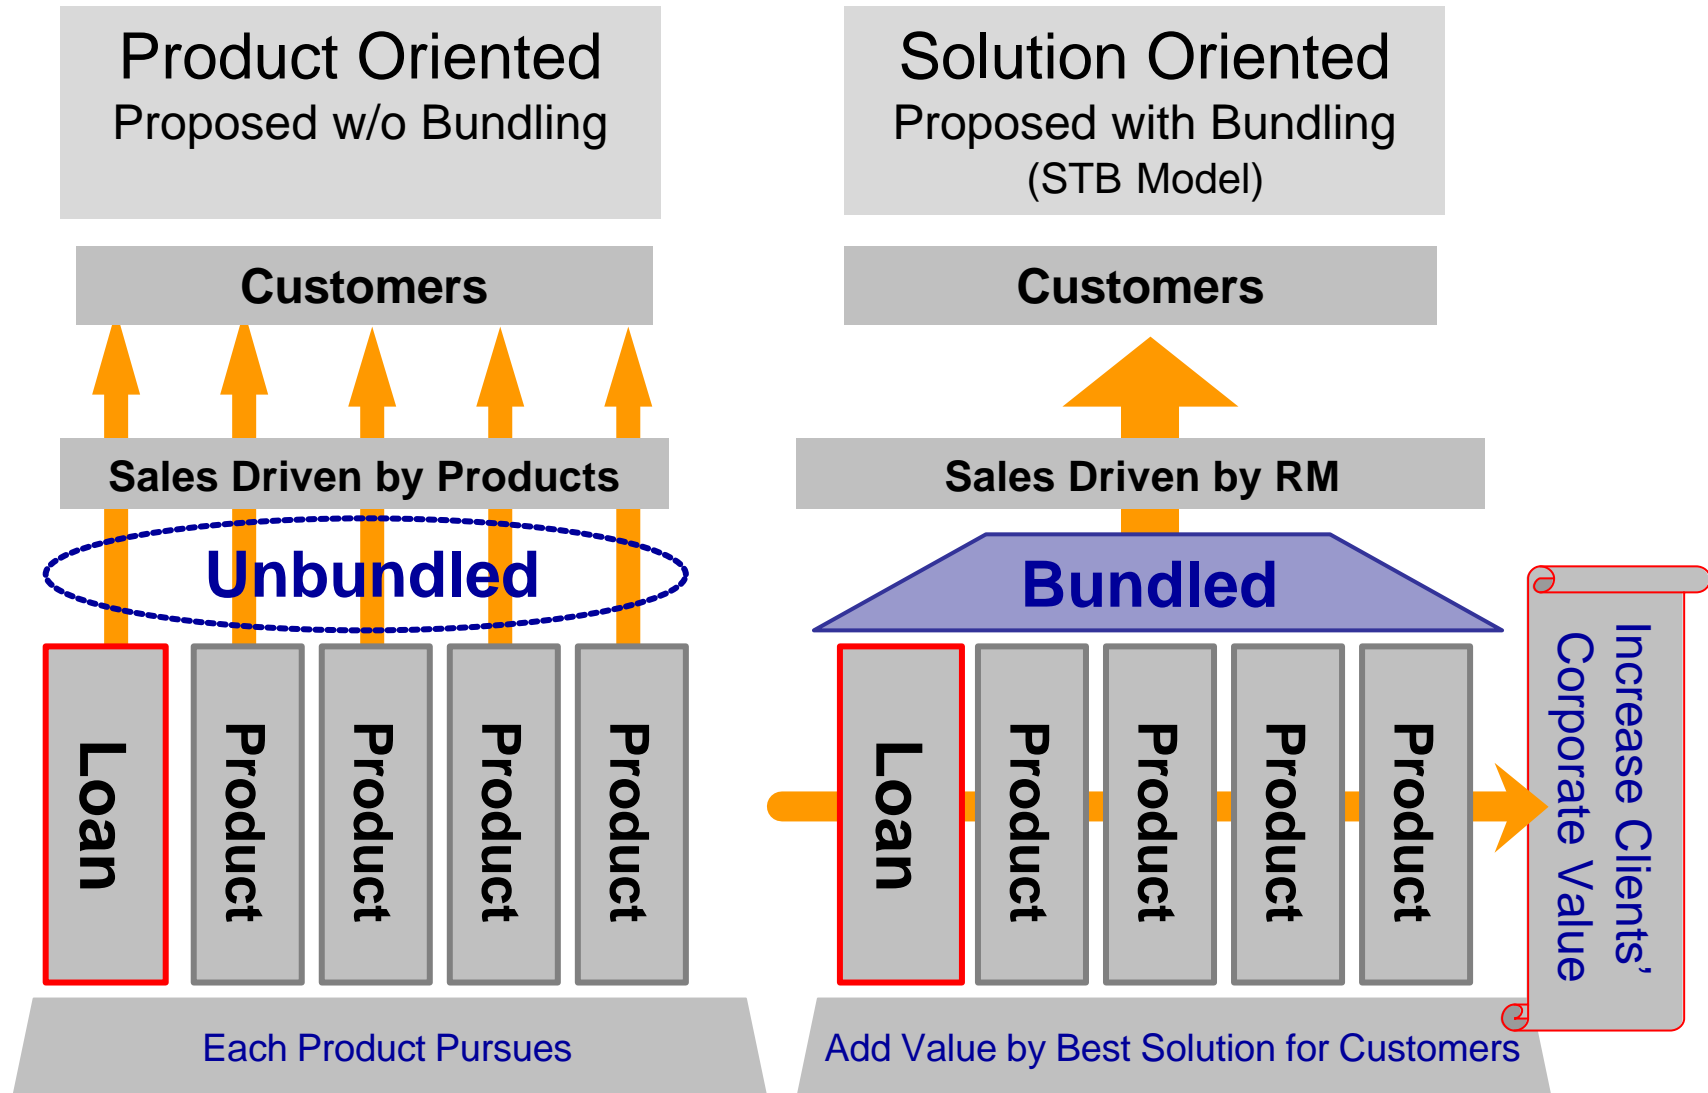 Product Oriented
Proposed w/o Bundling
Customers
Sales Driven by Products
Unbundled
Loan
Product
Product
Product
Product
Each Product Pursues
Solution Oriented
Proposed with Bundling
(STB Model)
Customers
Sales Driven by RM
Bundled
Loan
Product
Product
Product
Product
Increase Clients’
Corporate Value
Add Value by Best Solution for Customers